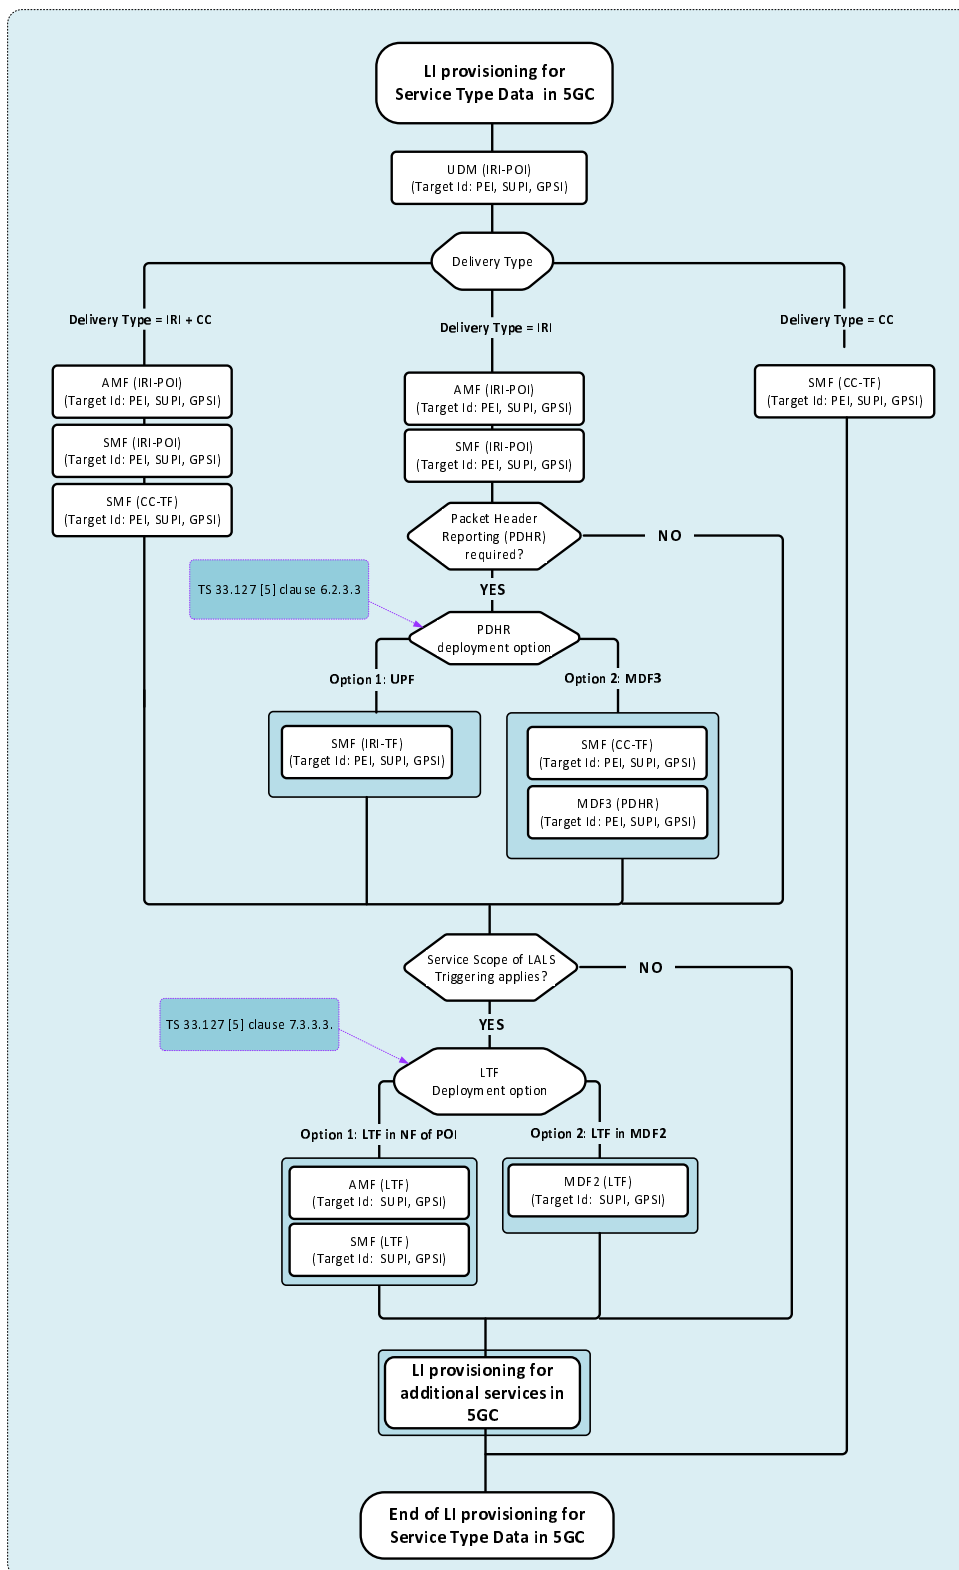 LI provisioning for
Service Type Data in 5GC
UDM (IRI-POI)
(Target Id: PEI, SUPI, GPSI)
Delivery Type
Delivery Type = IRI + CC
Delivery Type = IRI
Delivery Type = CC
AMF (IRI-POI)
(Target Id: PEI, SUPI, GPSI)
SMF (IRI-POI)
(Target Id: PEI, SUPI, GPSI)
SMF (CC-TF)
(Target Id: PEI, SUPI, GPSI)
AMF (IRI-POI)
(Target Id: PEI, SUPI, GPSI)
SMF (IRI-POI)
(Target Id: PEI, SUPI, GPSI)
SMF (CC-TF)
(Target Id: PEI, SUPI, GPSI)
Packet Header
Reporting (PDHR)
required?
NO
YES
TS 33.127 [5] clause 6.2.3.3
PDHR
deployment option
Option 1: UPF
Option 2: MDF3
SMF (IRI-TF)
(Target Id: PEI, SUPI, GPSI)
SMF (CC-TF)
(Target Id: PEI, SUPI, GPSI)
MDF3 (PDHR)
(Target Id: PEI, SUPI, GPSI)
Service Scope of LALS
Triggering applies?
NO
YES
TS 33.127 [5] clause 7.3.3.3.
LTF
Deployment option
Option 1: LTF in NF of POI
Option 2: LTF in MDF2
AMF (LTF)
(Target Id: SUPI, GPSI)
SMF (LTF)
(Target Id: SUPI, GPSI)
MDF2 (LTF)
(Target Id: SUPI, GPSI)
LI provisioning for
additional services in
5GC
End of LI provisioning for
Service Type Data in 5GC